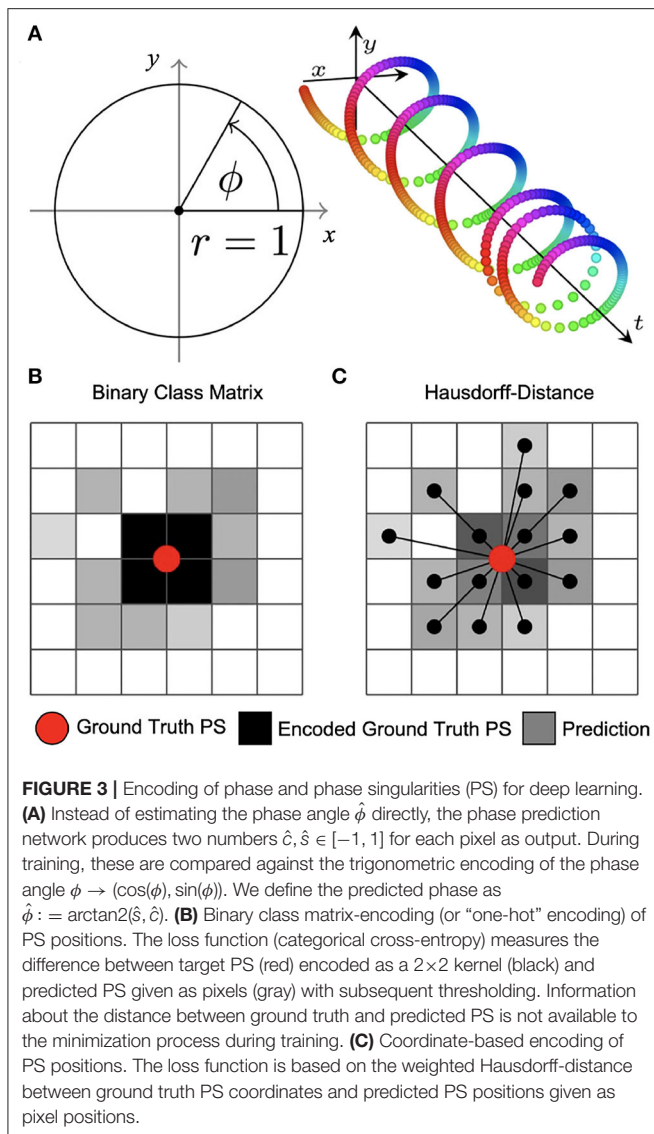 A
y
ϕ
x
r = 1
y
x
t
B
Binary Class Matrix
C
Hausdorff-Distance
Ground Truth PS
Encoded Ground Truth PS
Prediction
FIGURE 3 | Encoding of phase and phase singularities (PS) for deep learning.
(A) Instead of estimating the phase angle ϕ̂ directly, the phase prediction
network produces two numbers ĉ, ŝ ∈ [−1, 1] for each pixel as output. During
training, these are compared against the trigonometric encoding of the phase
angle ϕ → (cos(ϕ), sin(ϕ)). We define the predicted phase as
ϕ̂ : = arctan2(ŝ, ĉ). (B) Binary class matrix-encoding (or “one-hot” encoding) of
PS positions. The loss function (categorical cross-entropy) measures the
difference between target PS (red) encoded as a 2×2 kernel (black) and
predicted PS given as pixels (gray) with subsequent thresholding. Information
about the distance between ground truth and predicted PS is not available to
the minimization process during training. (C) Coordinate-based encoding of
PS positions. The loss function is based on the weighted Hausdorff-distance
between ground truth PS coordinates and predicted PS positions given as
pixel positions.